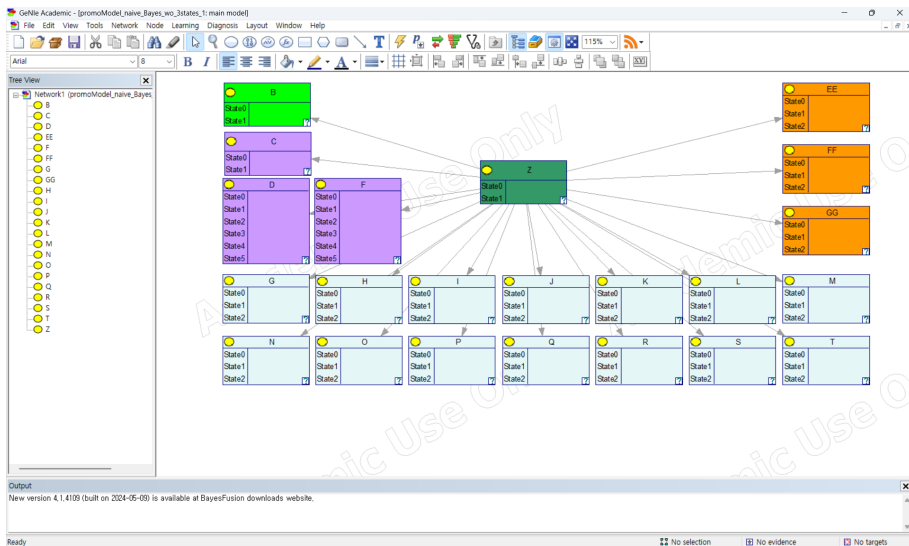 GeNIe Academic - [promoModel_naive_Bayes_wo_3states_1: main model]
File Edit View Tools Network Node Learning Diagnosis Layout Window Help
115%
Arial 8 B I A
Tree View
Network1 (promoModel_naive_Bayes
B
C
D
EE
F
FF
G
GG
H
I
J
K
L
M
N
O
P
Q
R
S
T
Z
B
State0
State1
C
State0
State1
D
State0
State1
State2
State3
State4
State5
F
State0
State1
State2
State3
State4
State5
Z
State0
State1
EE
State0
State1
State2
FF
State0
State1
State2
GG
State0
State1
State2
G
State0
State1
State2
H
State0
State1
State2
I
State0
State1
State2
J
State0
State1
State2
K
State0
State1
State2
L
State0
State1
State2
M
State0
State1
State2
N
State0
State1
State2
O
State0
State1
State2
P
State0
State1
State2
Q
State0
State1
State2
R
State0
State1
State2
S
State0
State1
State2
T
State0
State1
State2
Academic Use Only
Output
New version 4.1.4109 (built on 2024-05-09) is available at BayesFusion downloads website.
Ready No selection No evidence No targets